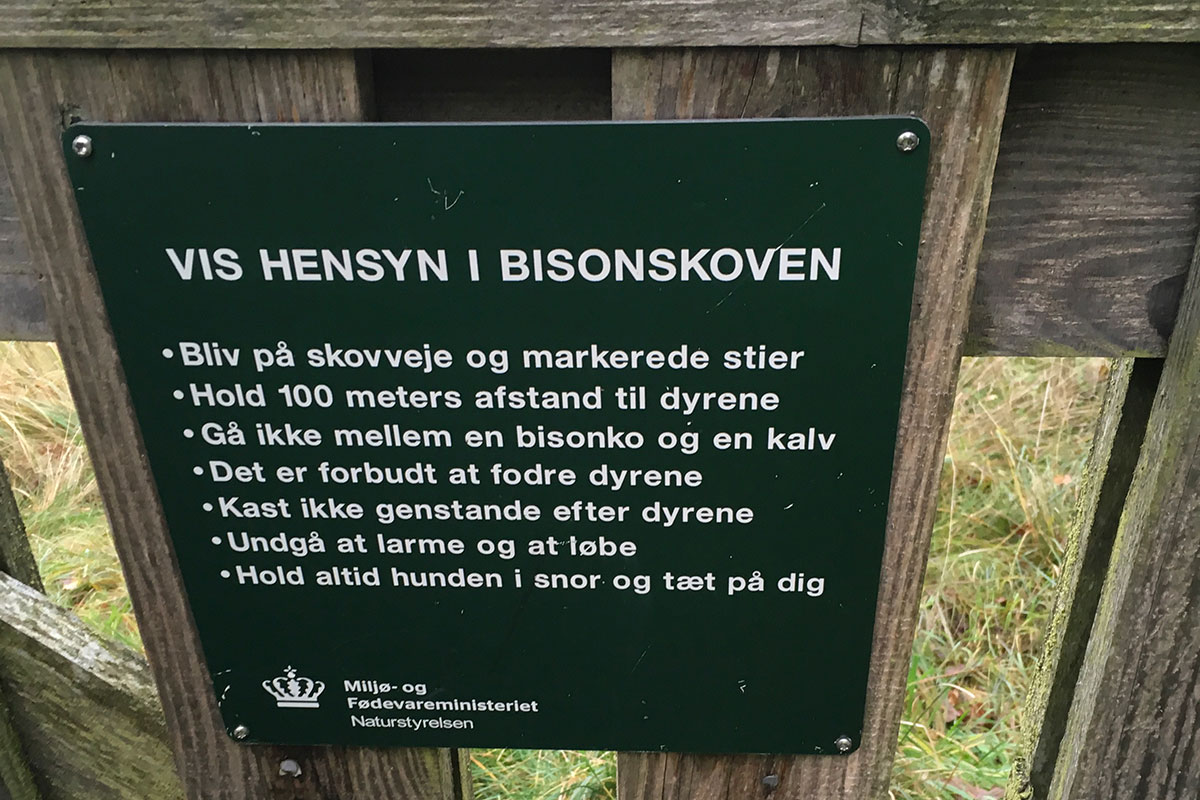 VIS HENSYN I BISONSKOVEN
•Bliv på skovveje og markerede stier
•Hold 100 meters afstand til dyrene
•Gå ikke mellem en bisonko og en kalv
•Det er forbudt at fodre dyrene
•Kast ikke genstande efter dyrene
•Undgå at larme og at løbe
•Hold altid hunden i snor og tæt på dig
Miljø- og
Fødevareministeriet
Naturstyrelsen